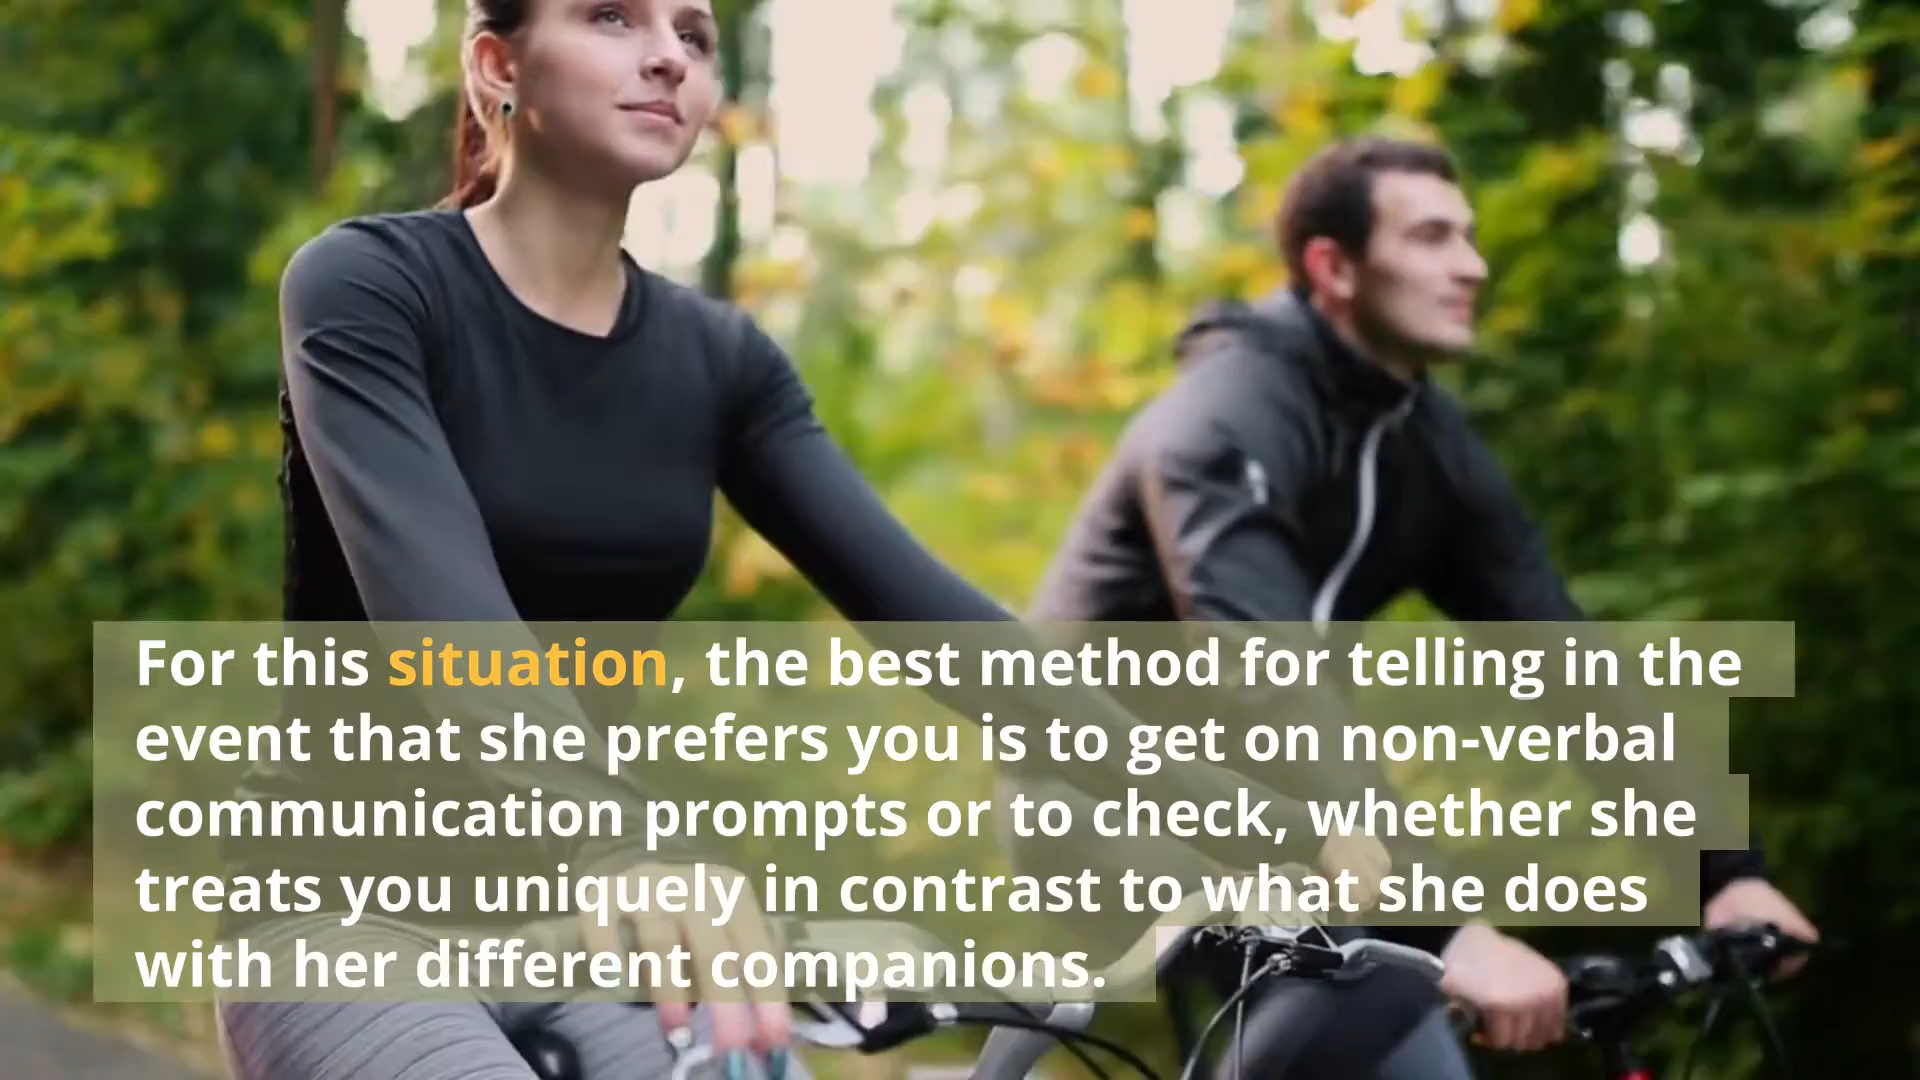 For this situation, the best method for telling in the
event that she prefers you is to get on non-verbal
communication prompts or to check, whether she
treats you uniquely in contrast to what she does
with her different companions.